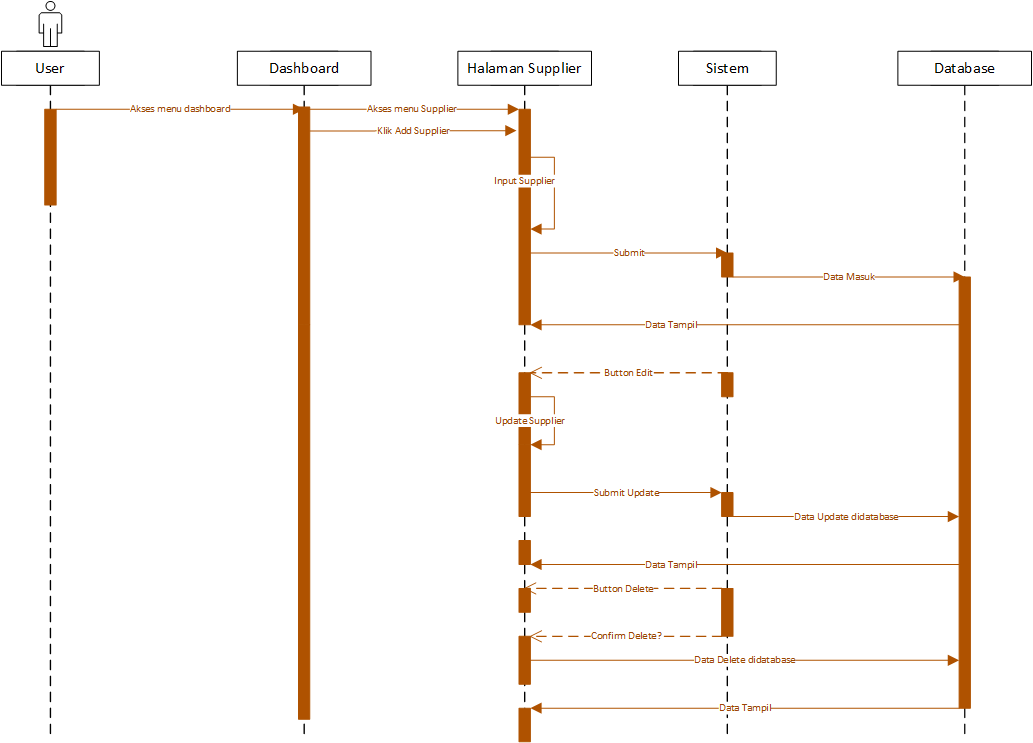 User
Dashboard
Halaman Supplier
Sistem
Database
Akses menu dashboard
Akses menu Supplier
Klik Add Supplier
Input Supplier
Submit
Data Masuk
Data Tampil
Button Edit
Update Supplier
Submit Update
Data Update didatabase
Data Tampil
Button Delete
Confirm Delete?
Data Delete didatabase
Data Tampil